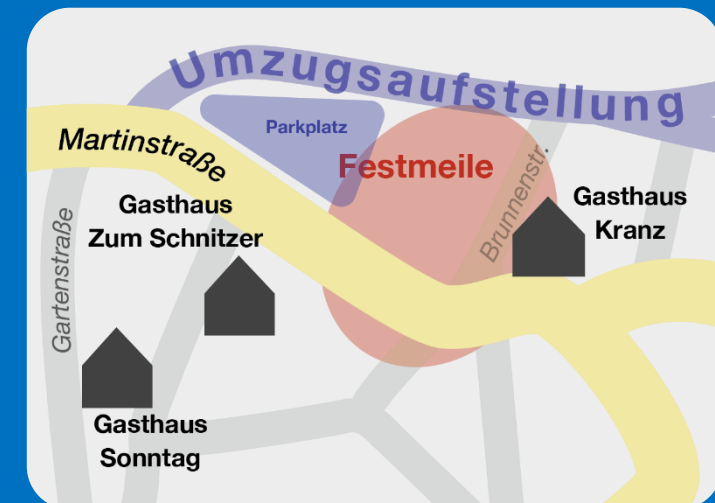 Umzugsaufstellung
Parkplatz
Martinstraße
Festmeile
Brunnenstr.
Gasthaus
Kranz
Gasthaus
Zum Schnitzer
Gartenstraße
Gasthaus
Sonntag